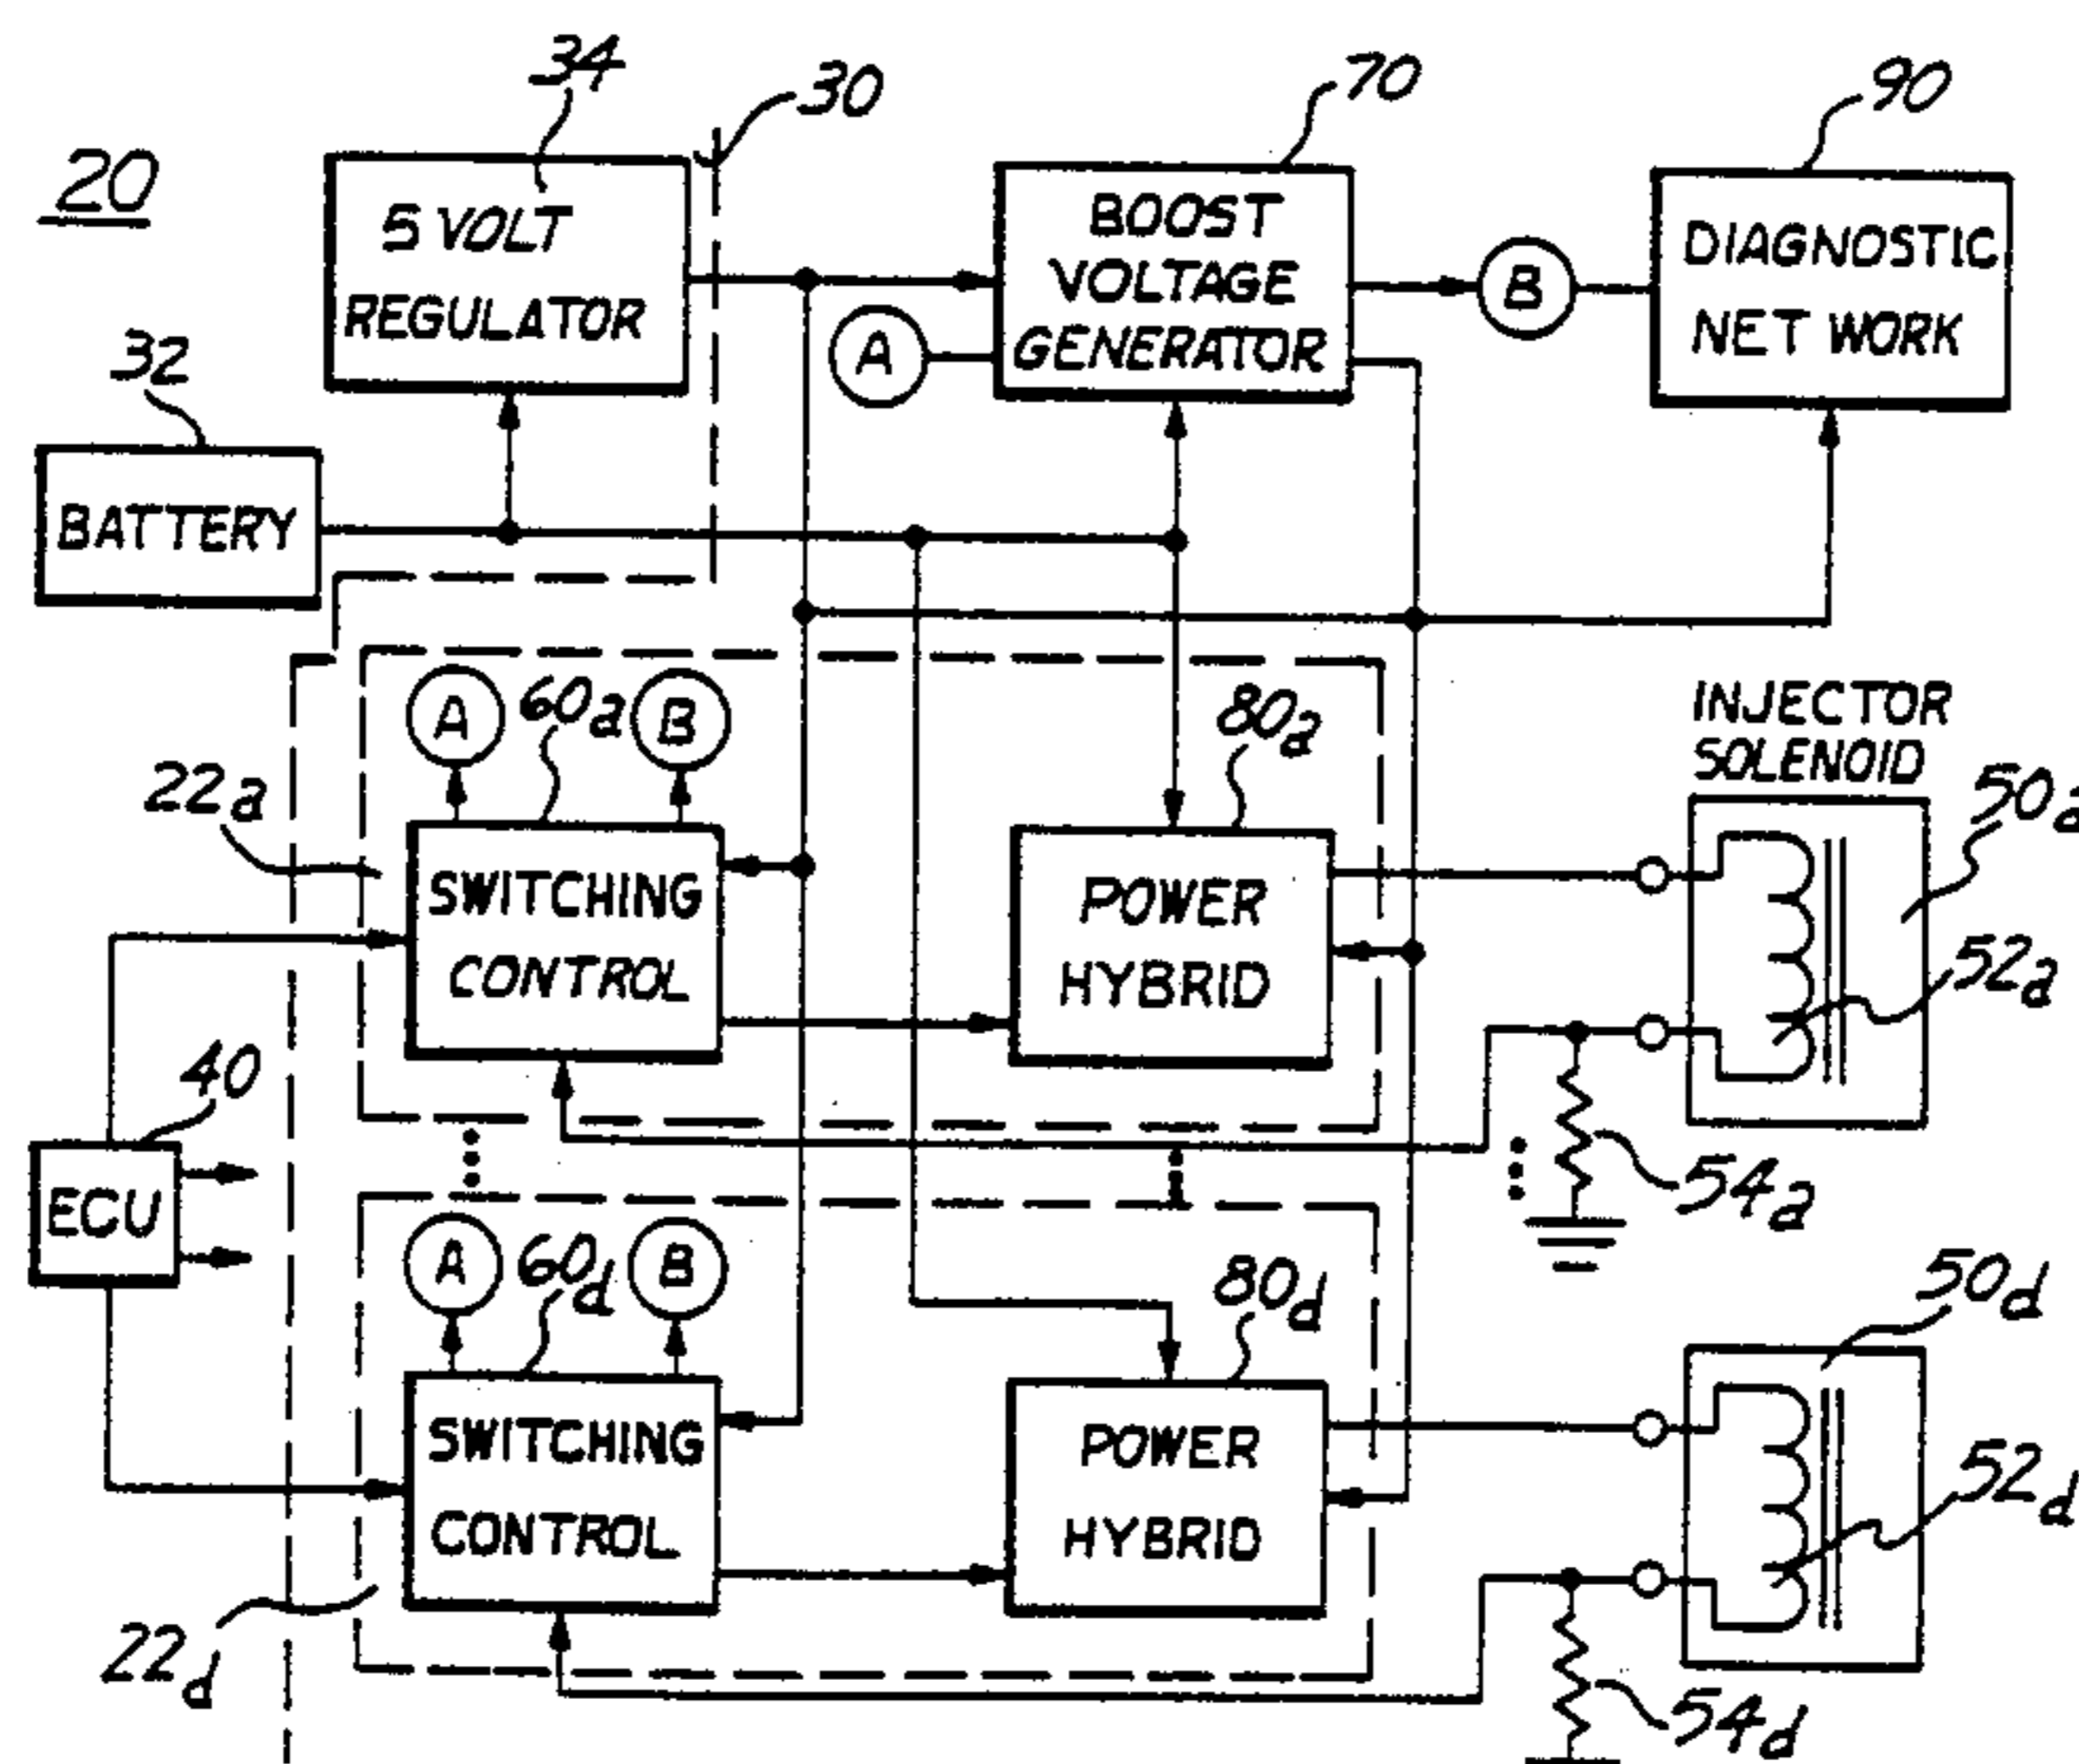 20
34
30
70
90
5 VOLT
REGULATOR
BOOST
VOLTAGE
GENERATOR
DIAGNOSTIC
NET WORK
A
B
32
BATTERY
A
60a
B
80a
INJECTOR
SOLENOID
50a
22a
SWITCHING
CONTROL
POWER
HYBRID
52a
40
ECU
54a
A
60d
B
80d
50d
SWITCHING
CONTROL
POWER
HYBRID
52d
22d
54d